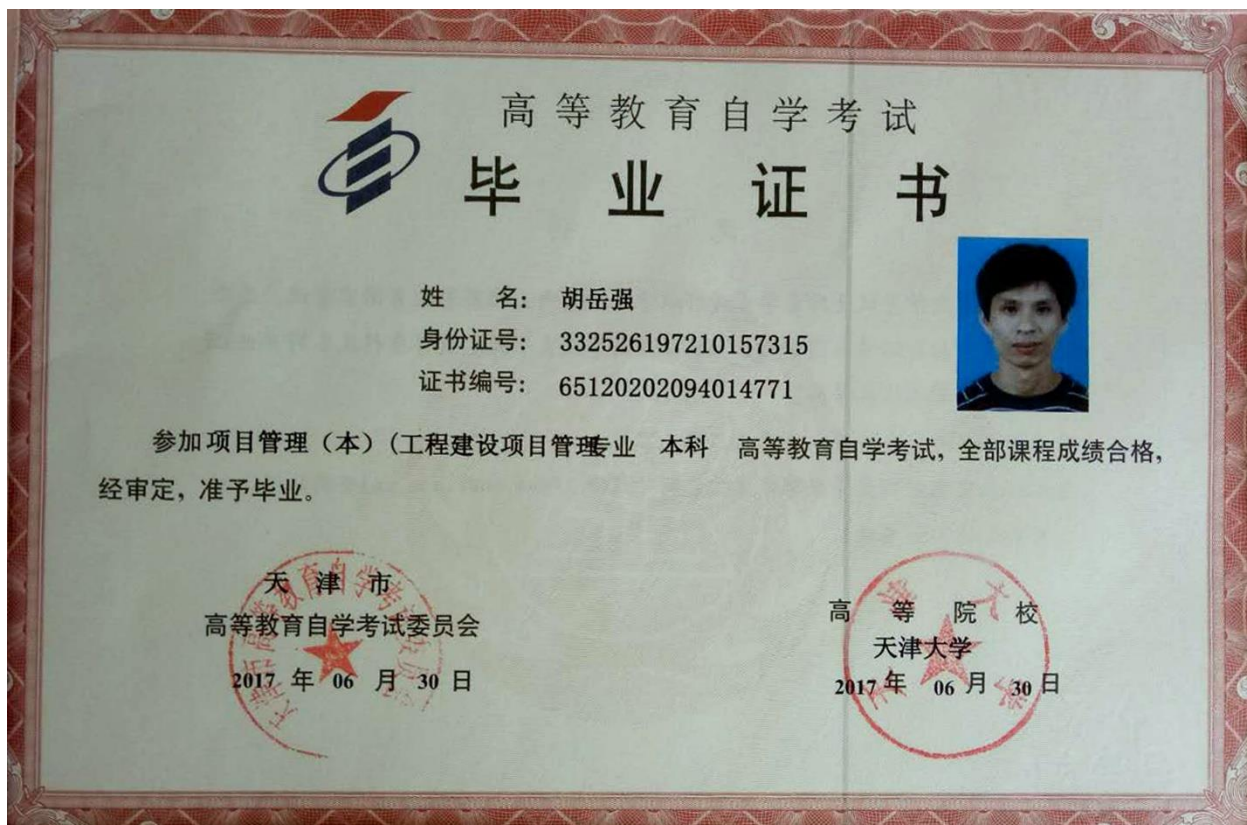 高等教育自学考试
毕业证书
姓 名: 胡岳强
身份证号: 332526197210157315
证书编号: 65120202094014771
参加 项目管理（本）(工程建设项目管理专业 本科 高等教育自学考试，全部课程成绩合格，
经审定，准予毕业。
天津市
高等教育自学考试委员会
2017 年 06 月 30 日
高等院校
天津大学
2017 年 06 月 30 日
天津大学